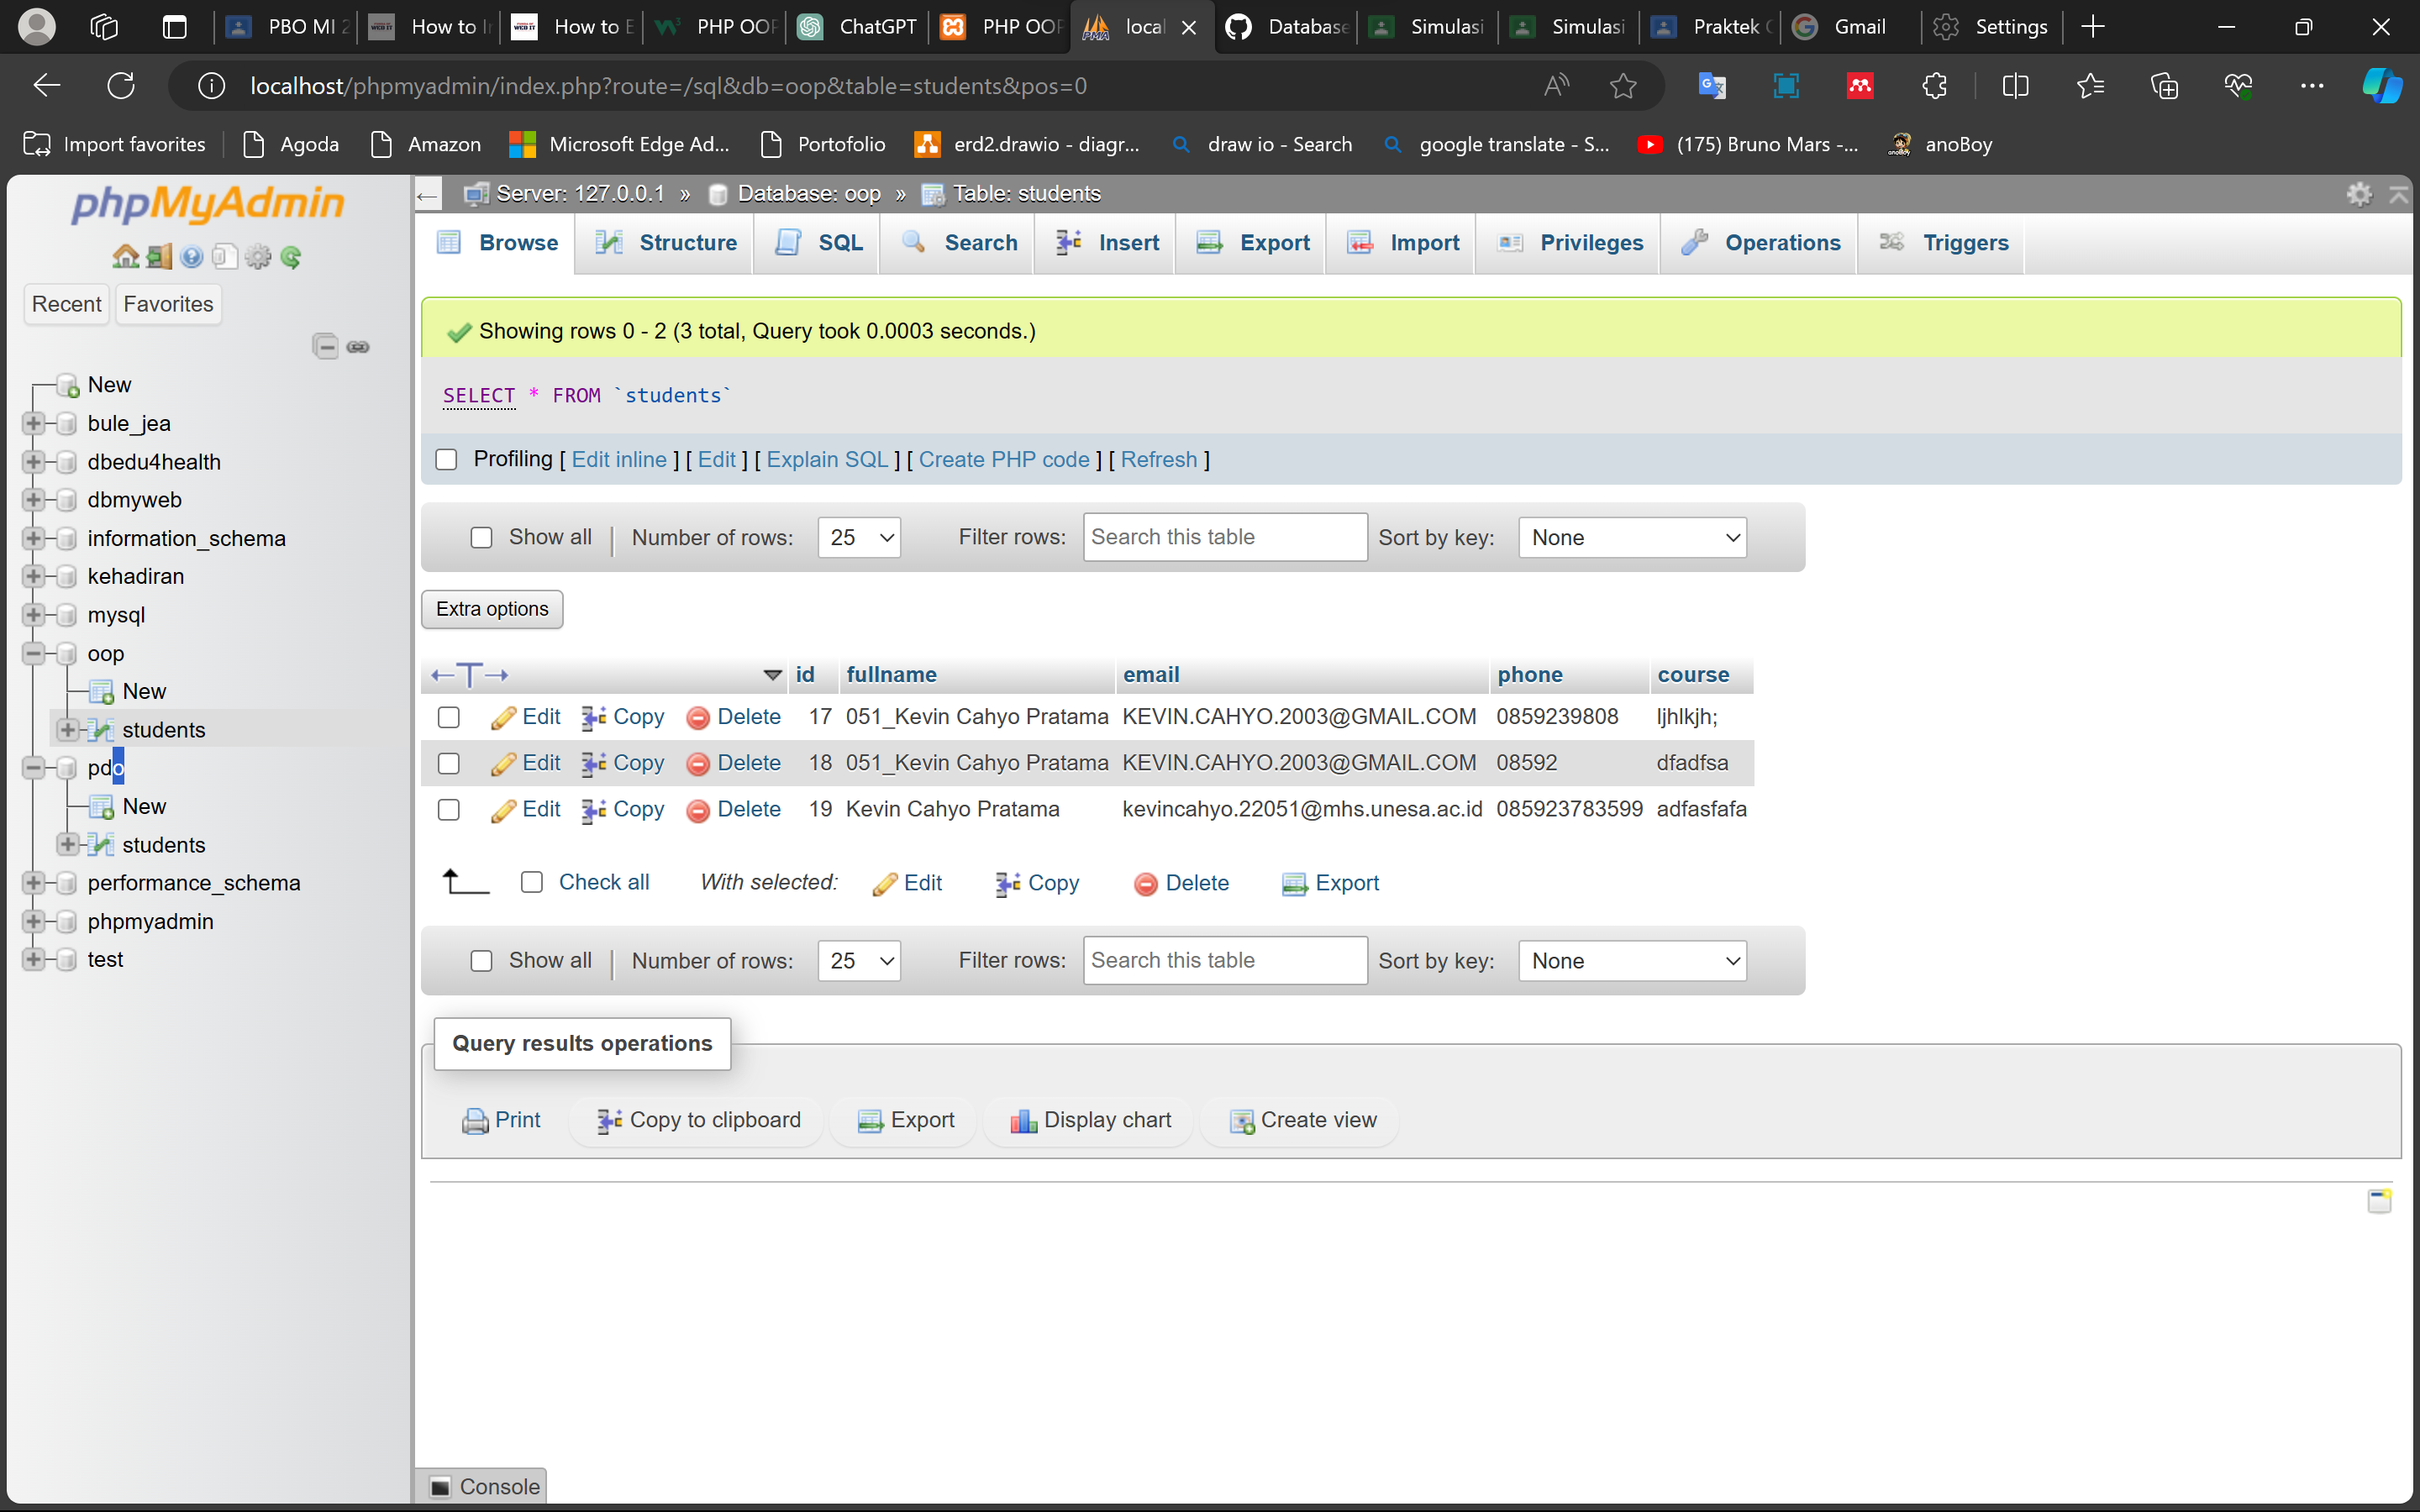 PBO MI 2
How to I
How to E
PHP OOP
ChatGPT
PHP OOP
local
Database
Simulasi
Simulasi
Praktek
Gmail
Settings
localhost/phpmyadmin/index.php?route=/sql&db=oop&table=students&pos=0
Import favorites
Agoda
Amazon
Microsoft Edge Ad...
Portofolio
erd2.drawio - diagr...
draw io - Search
google translate - S...
(175) Bruno Mars -...
anoBoy
phpMyAdmin
Recent
Favorites
New
bule_jea
dbedu4health
dbmyweb
information_schema
kehadiran
mysql
oop
New
students
pdo
New
students
performance_schema
phpmyadmin
test
Server: 127.0.0.1 » Database: oop » Table: students
Browse
Structure
SQL
Search
Insert
Export
Import
Privileges
Operations
Triggers
Showing rows 0 - 2 (3 total, Query took 0.0003 seconds.)
SELECT * FROM `students`
Profiling [ Edit inline ] [ Edit ] [ Explain SQL ] [ Create PHP code ] [ Refresh ]
Show all | Number of rows: 25 Filter rows: Search this table Sort by key: None
Extra options
id fullname email phone course
Edit Copy Delete 17 051_Kevin Cahyo Pratama KEVIN.CAHYO.2003@GMAIL.COM 0859239808 ljhlkjh;
Edit Copy Delete 18 051_Kevin Cahyo Pratama KEVIN.CAHYO.2003@GMAIL.COM 08592 dfadfsa
Edit Copy Delete 19 Kevin Cahyo Pratama kevincahyo.22051@mhs.unesa.ac.id 085923783599 adfasfafa
Check all With selected: Edit Copy Delete Export
Show all | Number of rows: 25 Filter rows: Search this table Sort by key: None
Query results operations
Print Copy to clipboard Export Display chart Create view
Console